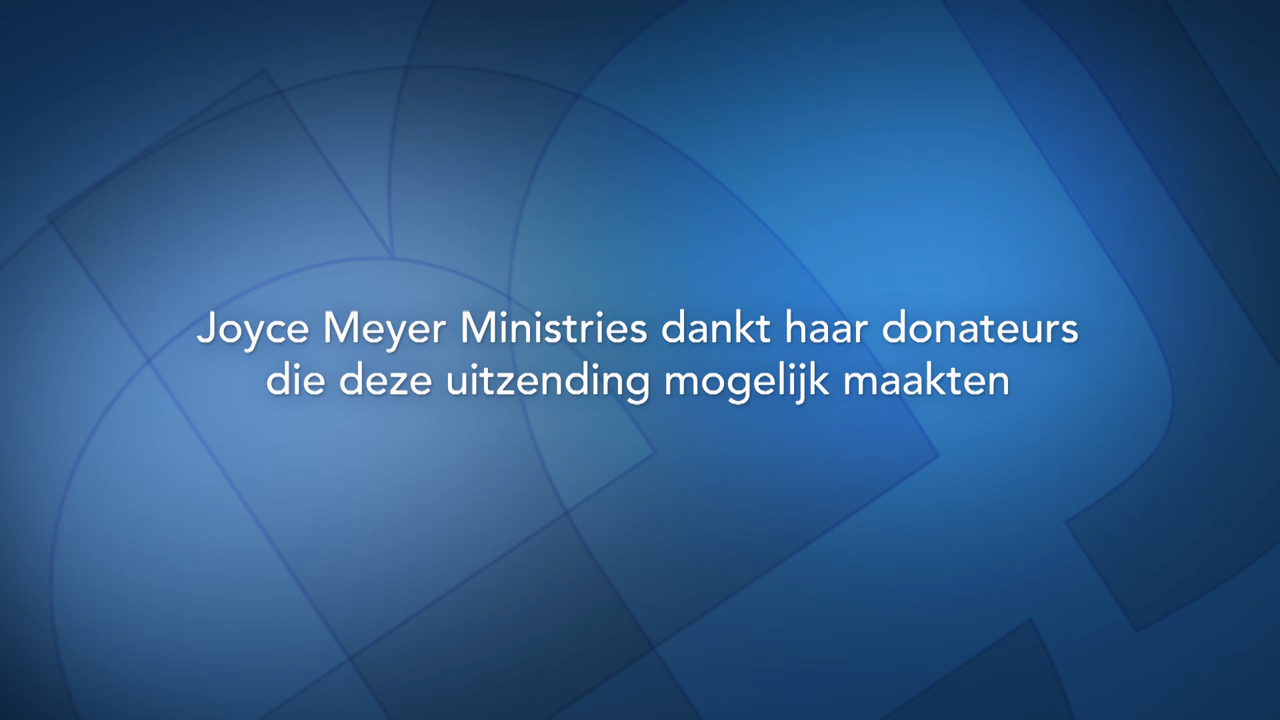 Joyce Meyer Ministries dankt haar donateurs
die deze uitzending mogelijk maakten